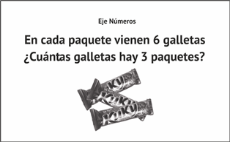 Eje Números
En cada paquete vienen 6 galletas
¿Cuántas galletas hay 3 paquetes?